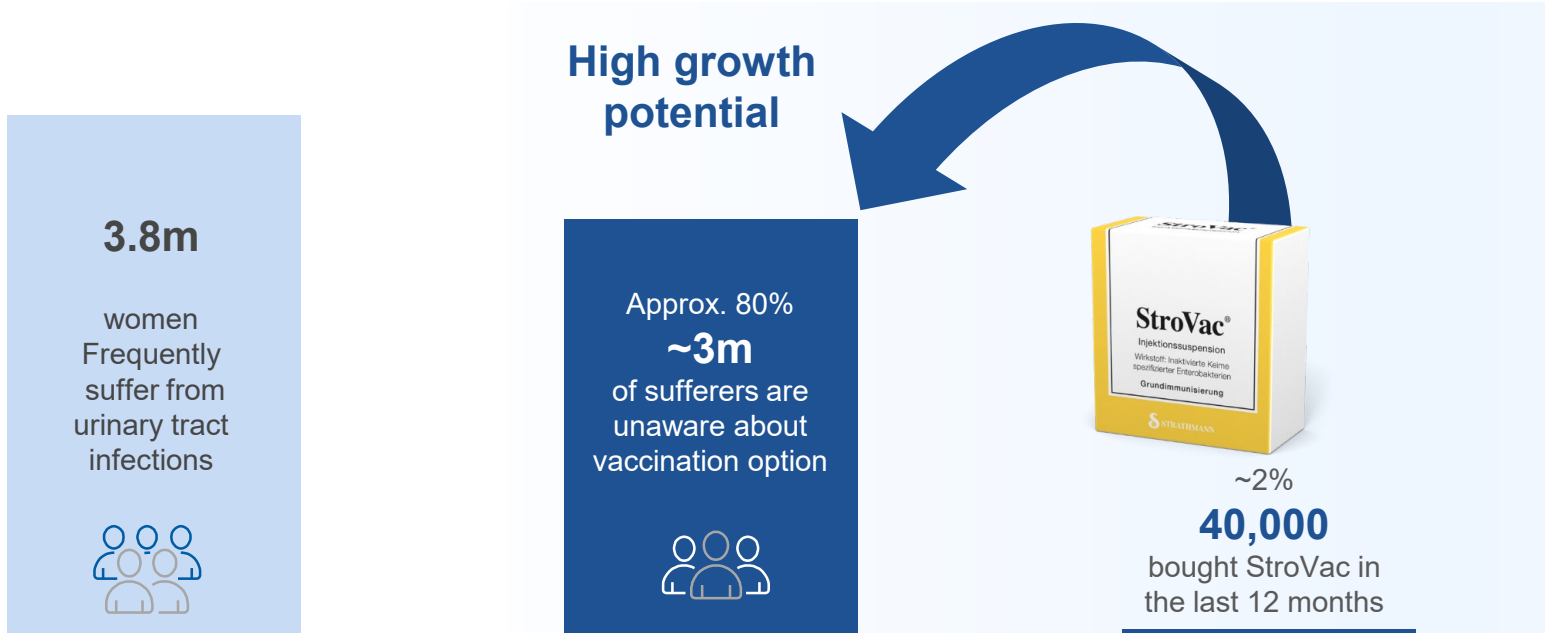 High growth
potential
3.8m
women
Frequently
suffer from
urinary tract
infections
Approx. 80%
~3m
of sufferers are
unaware about
vaccination option
StroVac®
StroVac®
Injektionssuspension
Wirkstoff: Inaktivierte Keime
spezifizierter Enterobakterien
Grundimmunisierung
STRATHMANN
~2%
40,000
bought StroVac in
the last 12 months